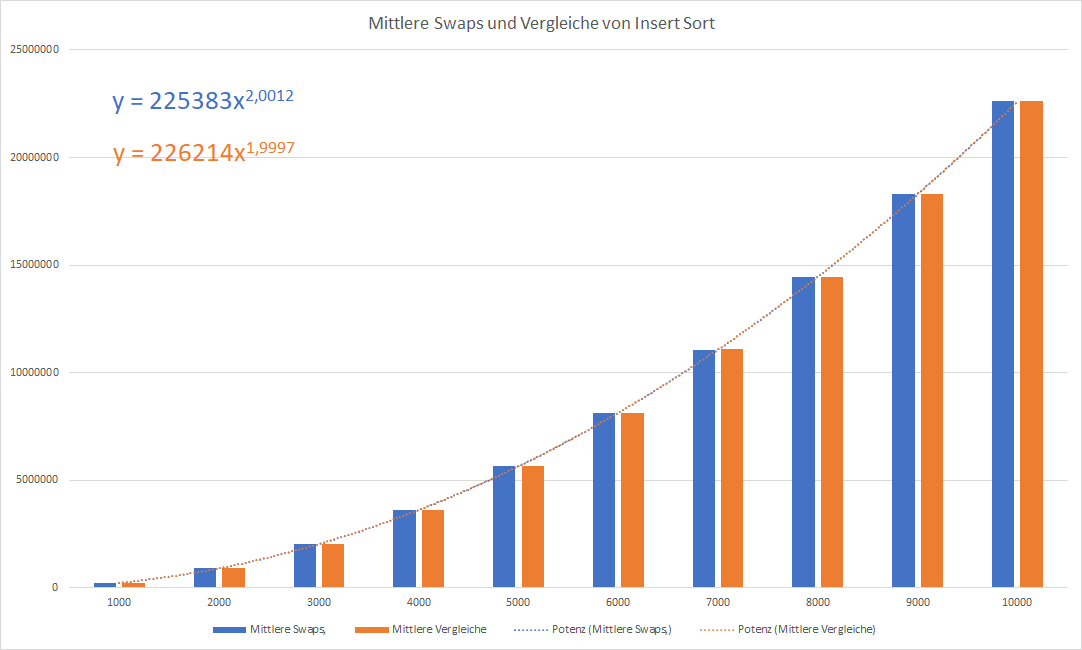 Mittlere Swaps und Vergleiche von Insert Sort
25000000
y = 225383x^2,0012
y = 226214x^1,9997
20000000
15000000
10000000
5000000
0
1000 2000 3000 4000 5000 6000 7000 8000 9000 10000
Mittlere Swaps, Mittlere Vergleiche Potenz (Mittlere Swaps,) Potenz (Mittlere Vergleiche)